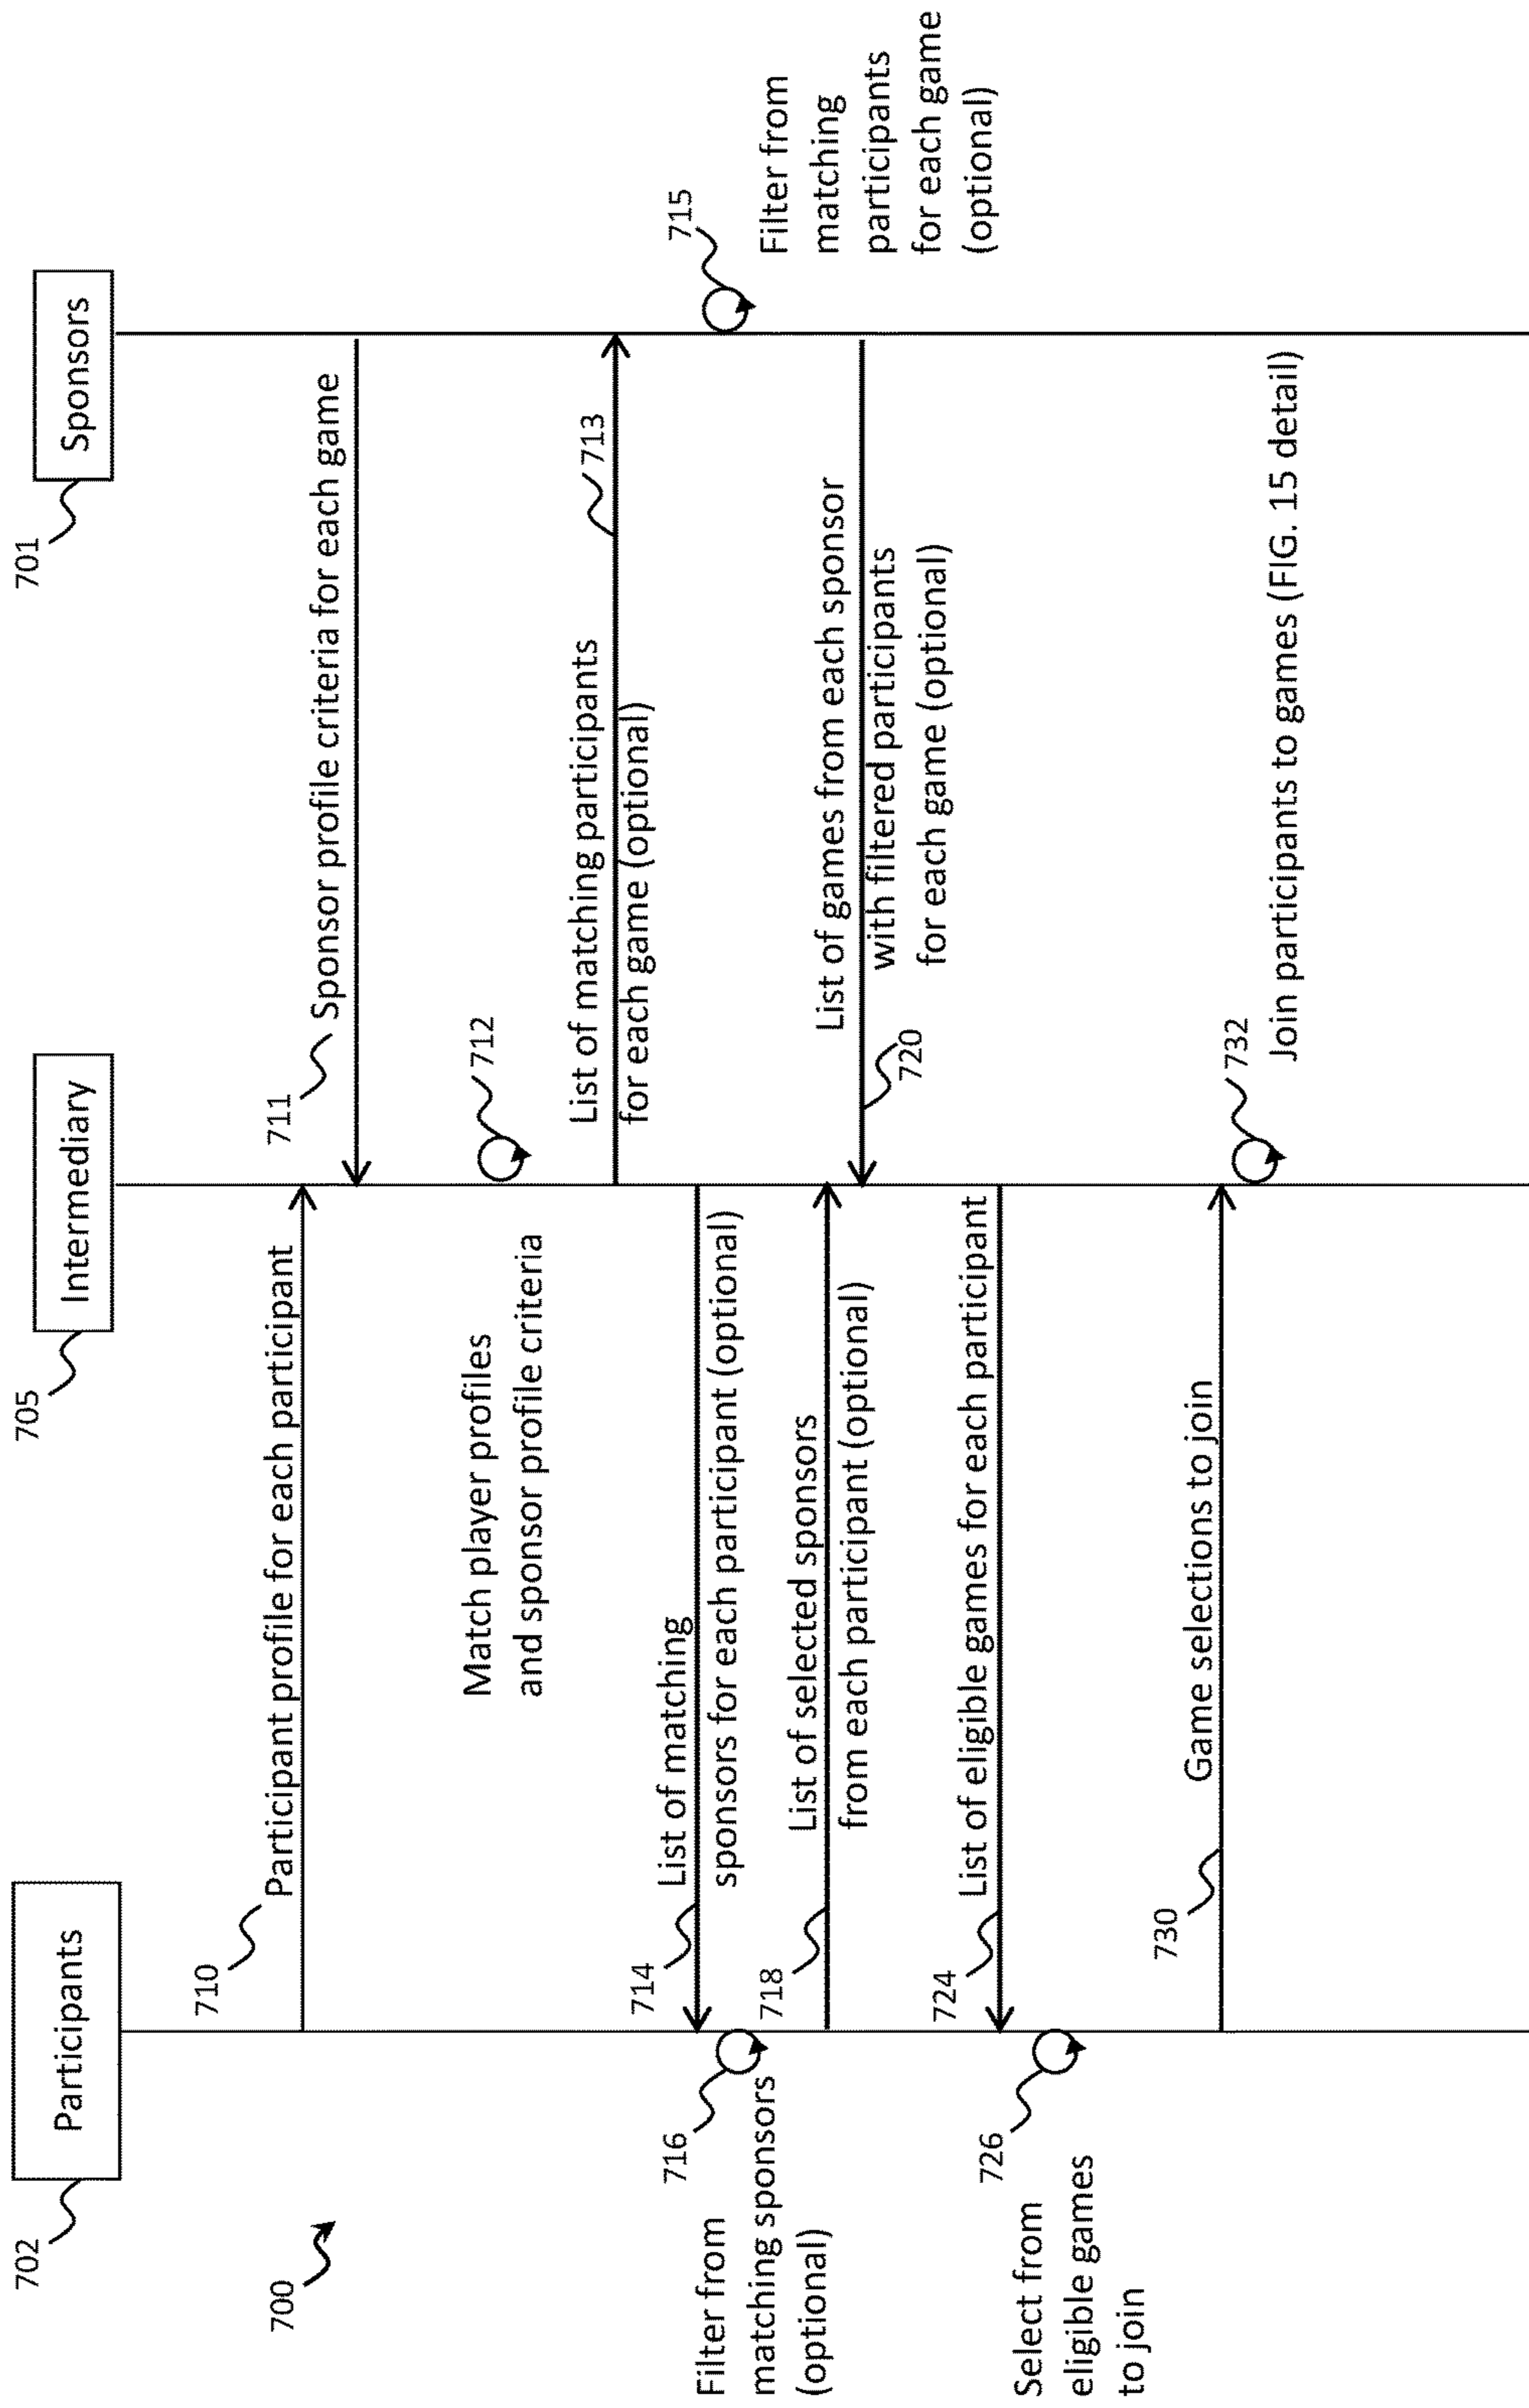 702
Participants
705
Intermediary
701
Sponsors
700
710
Participant profile for each participant
711
Sponsor profile criteria for each game
712
Match player profiles
and sponsor profile criteria
713
List of matching participants
for each game (optional)
714
List of matching
sponsors for each participant (optional)
715
Filter from
matching
participants
for each game
(optional)
716
Filter from
matching sponsors
(optional)
718
List of selected sponsors
from each participant (optional)
List of games from each sponsor
with filtered participants
for each game (optional)
720
724
List of eligible games for each participant
726
Select from
eligible games
to join
730
Game selections to join
732
Join participants to games (FIG. 15 detail)